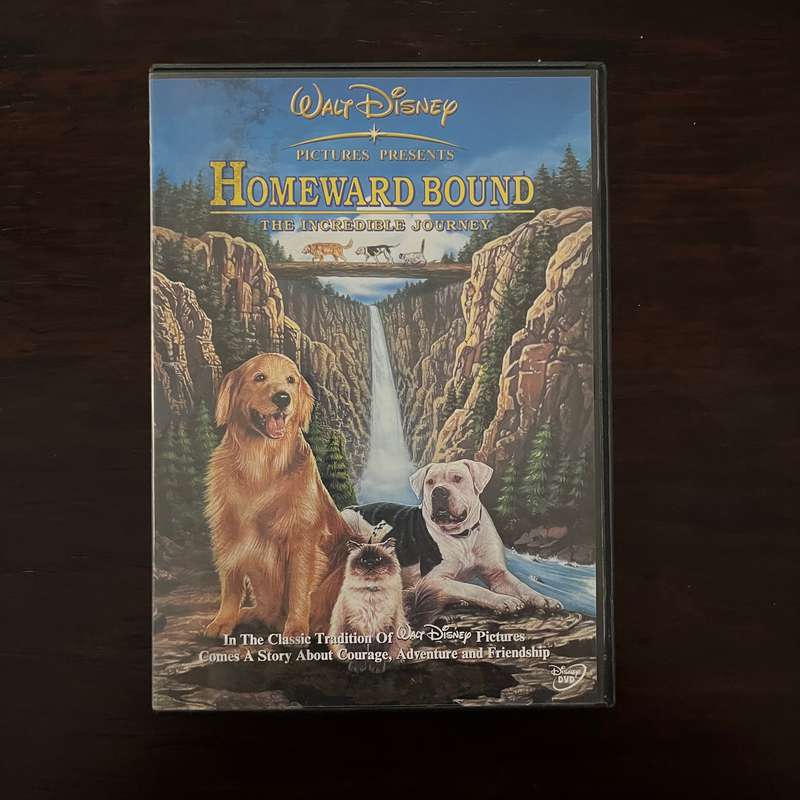 WALT DISNEY
PICTURES PRESENTS
HOMEWARD BOUND
THE INCREDIBLE JOURNEY
In The Classic Tradition Of WALT DISNEY Pictures
Comes A Story About Courage, Adventure and Friendship
Disney
DVD